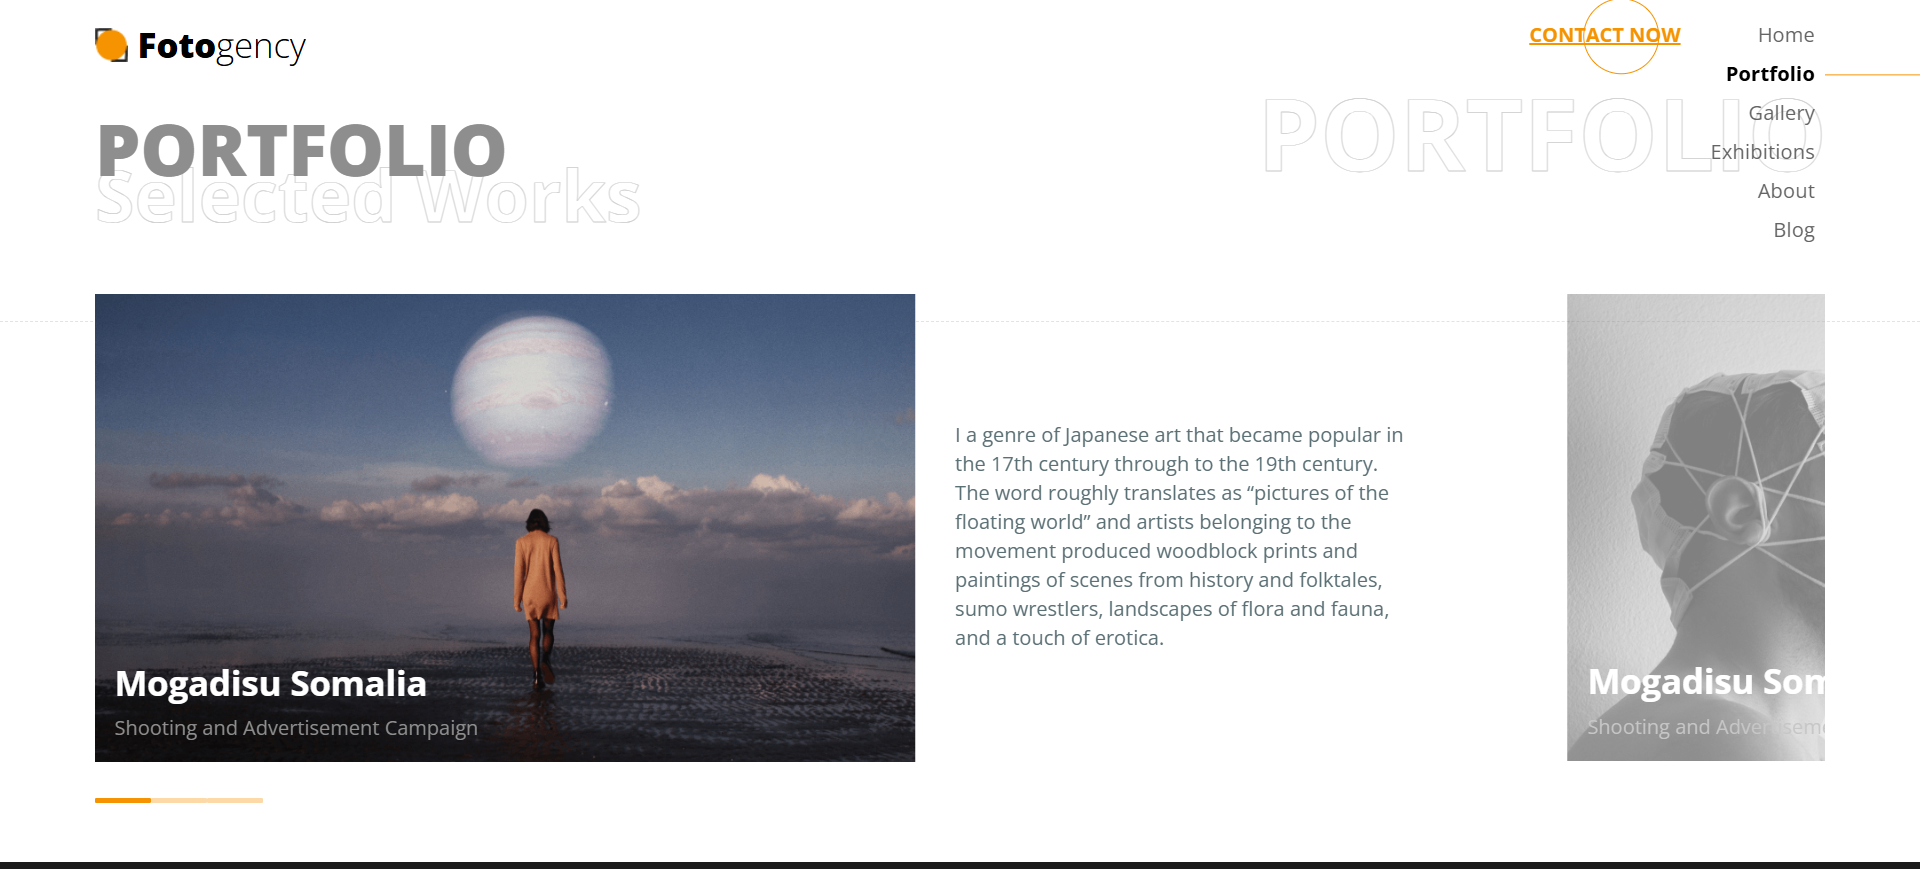 Fotogency
CONTACT NOW
Home
Portfolio
Gallery
Exhibitions
About
Blog
PORTFOLIO
Selected Works
PORTFOLIO
Mogadisu Somalia
Shooting and Advertisement Campaign
I a genre of Japanese art that became popular in
the 17th century through to the 19th century.
The word roughly translates as “pictures of the
floating world” and artists belonging to the
movement produced woodblock prints and
paintings of scenes from history and folktales,
sumo wrestlers, landscapes of flora and fauna,
and a touch of erotica.
Mogadisu Som
Shooting and Advertiseme